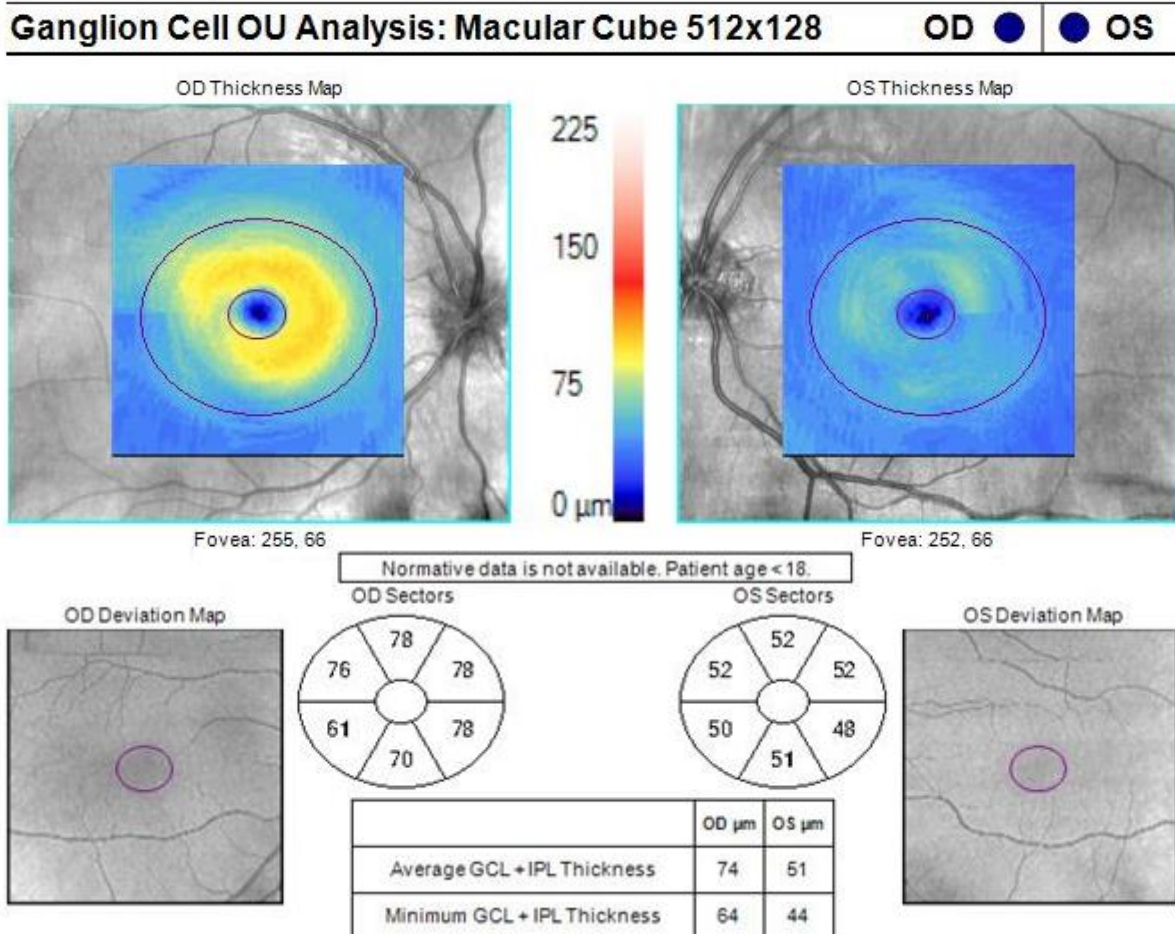 Ganglion Cell OU Analysis: Macular Cube 512x128 OD OS
OD Thickness Map
OS Thickness Map
225
150
75
0 µm
Fovea: 255, 66
Fovea: 252, 66
Normative data is not available. Patient age < 18.
OD Deviation Map
OD Sectors
OS Sectors
OS Deviation Map
78
76 78
61 78
70
52
52 52
50 48
51
OD µm OS µm
Average GCL + IPL Thickness 74 51
Minimum GCL + IPL Thickness 64 44